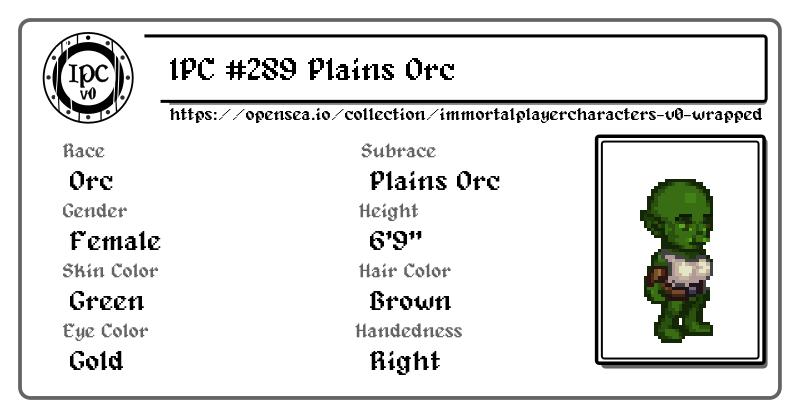 IPC
v0
IPC #289 Plains Orc
https://opensea.io/collection/immortalplayercharacters-v0-wrapped
Race
Orc
Subrace
Plains Orc
Gender
Female
Height
6'9"
Skin Color
Green
Hair Color
Brown
Eye Color
Gold
Handedness
Right